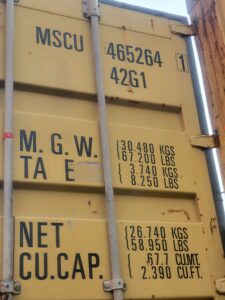 MSCU 465264 1
42G1
M.G.W. 30.480 KGS
67.200 LBS
TA E 3.740 KGS
8.250 LBS
NET 26.740 KGS
58.950 LBS
CU.CAP. 67.7 CU.MT.
2.390 CU.FT.